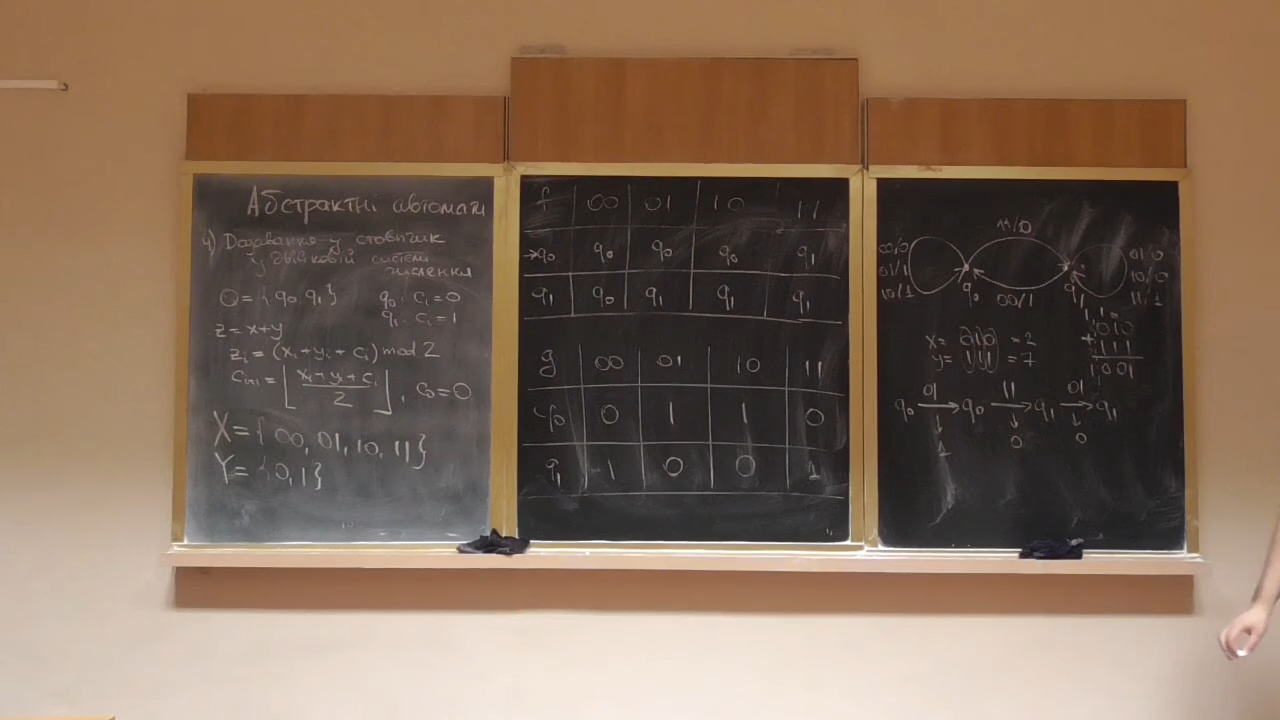 Абстрактні автомати
4) Додавання у стовпчик
у двійковій системі
числення
Q = {q₀, q₁} q₀: cᵢ = 0
q₁: cᵢ = 1
z = x + y
zᵢ = (xᵢ + yᵢ + cᵢ) mod 2
cᵢ₊₁ = ⌊(xᵢ + yᵢ + cᵢ)/2⌋, c₀ = 0
X = {00, 01, 10, 11}
Y = {0, 1}
f 00 01 10 11
→q₀ q₀ q₀ q₀ q₁
q₁ q₀ q₁ q₁ q₁
g 00 01 10 11
q₀ 0 1 1 0
q₁ 1 0 0 1
11/0
00/0
01/1
10/1
q₀
00/1
q₁
01/0
10/0
11/1
x = 010 = 2
y = 111 = 7
1 1 0
010
+
111
1001
q₀ 01→ q₀ 11→ q₁ 01→ q₁
↓ ↓ ↓
1 0 0